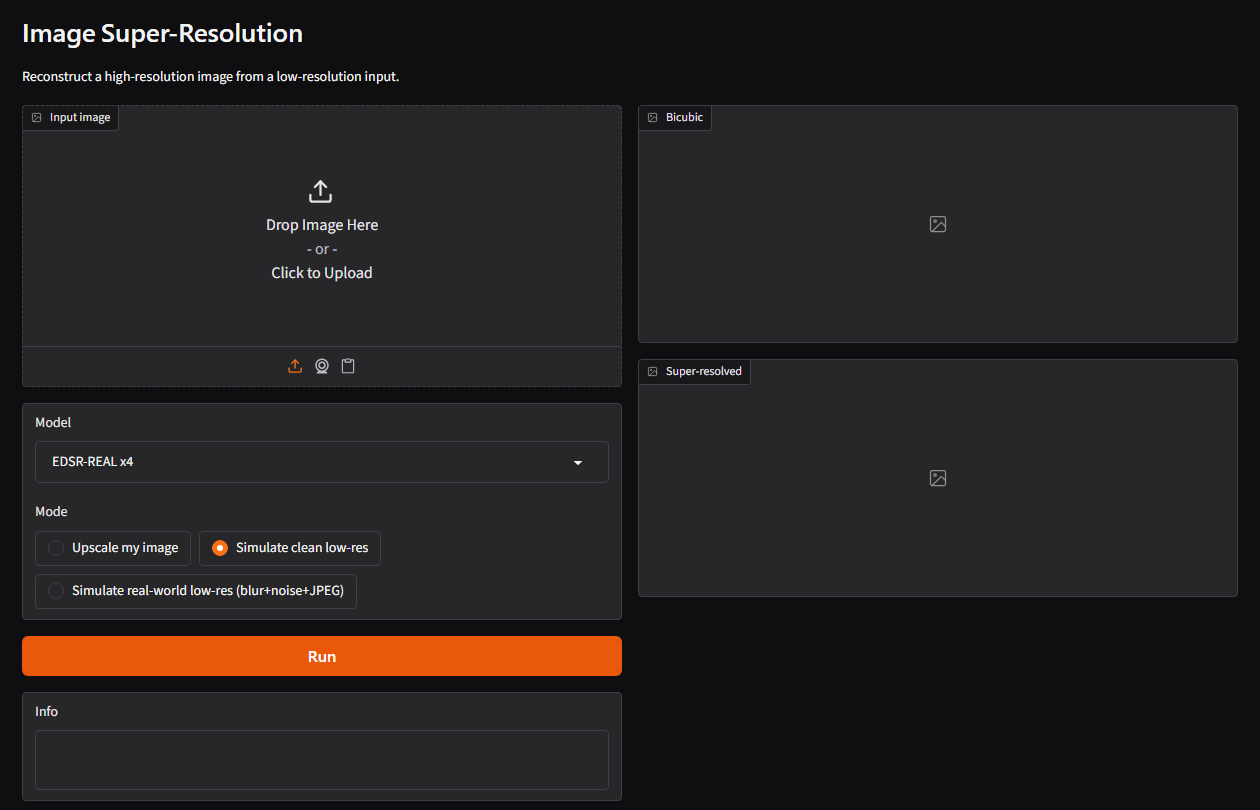 Image Super-Resolution
Reconstruct a high-resolution image from a low-resolution input.
Input image
Drop Image Here
- or -
Click to Upload
Model
EDSR-REAL x4
Mode
Upscale my image
Simulate clean low-res
Simulate real-world low-res (blur+noise+JPEG)
Run
Info
Bicubic
Super-resolved